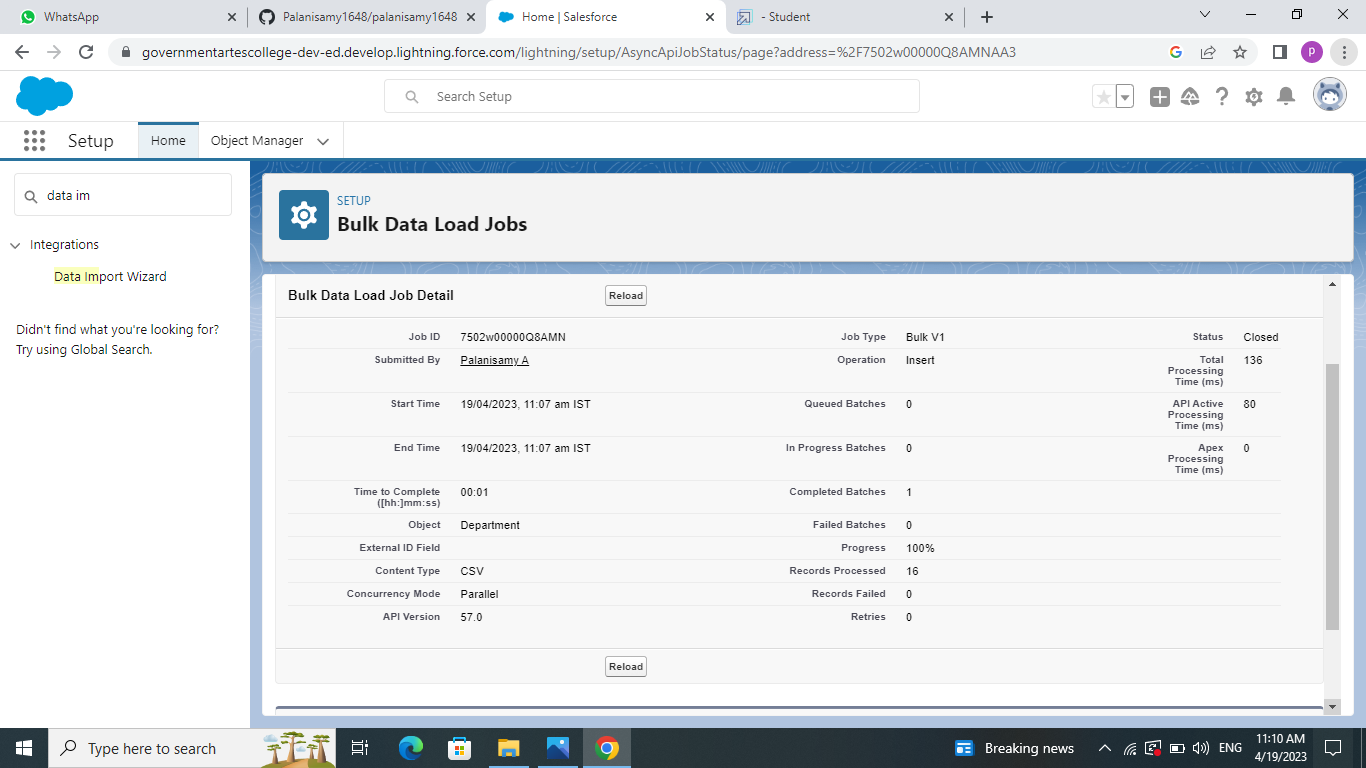 WhatsApp
Palanisamy1648/palanisamy1648
Home | Salesforce
- Student
governmentartescollege-dev-ed.develop.lightning.force.com/lightning/setup/AsyncApiJobStatus/page?address=%2F7502w00000Q8AMNAA3
P
Search Setup
Setup
Home
Object Manager
data im
Integrations
Data Import Wizard
Didn't find what you're looking for?
Try using Global Search.
SETUP
Bulk Data Load Jobs
Bulk Data Load Job Detail
Reload
Job ID 7502w00000Q8AMN Job Type Bulk V1 Status Closed
Submitted By Palanisamy A Operation Insert Total
Processing
Time (ms) 136
Start Time 19/04/2023, 11:07 am IST Queued Batches 0 API Active
Processing
Time (ms) 80
End Time 19/04/2023, 11:07 am IST In Progress Batches 0 Apex
Processing
Time (ms) 0
Time to Complete
([hh:]mm:ss) 00:01 Completed Batches 1
Object Department Failed Batches 0
External ID Field Progress 100%
Content Type CSV Records Processed 16
Concurrency Mode Parallel Records Failed 0
API Version 57.0 Retries 0
Reload
Type here to search
Breaking news
ENG
11:10 AM
4/19/2023